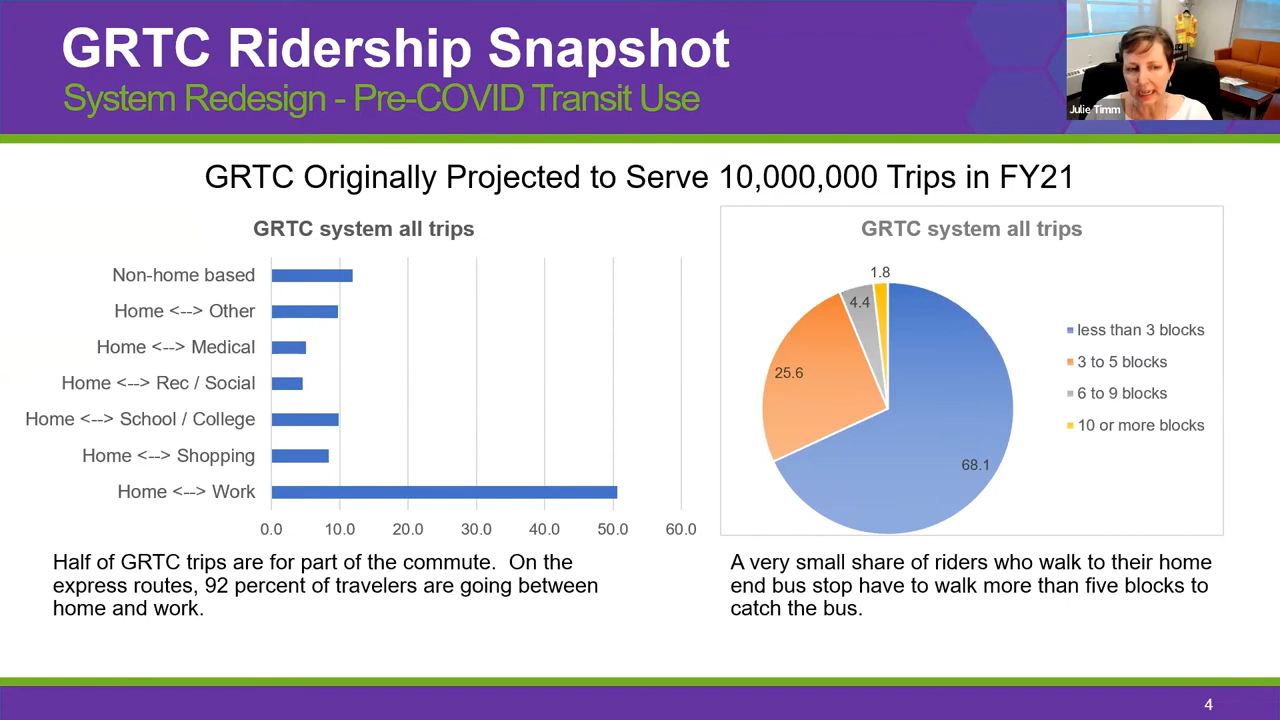 GRTC Ridership Snapshot
System Redesign - Pre-COVID Transit Use
Julie Timm
GRTC Originally Projected to Serve 10,000,000 Trips in FY21
GRTC system all trips
Non-home based
Home <--> Other
Home <--> Medical
Home <--> Rec / Social
Home <--> School / College
Home <--> Shopping
Home <--> Work
0.0 10.0 20.0 30.0 40.0 50.0 60.0
Half of GRTC trips are for part of the commute.  On the
express routes, 92 percent of travelers are going between
home and work.
GRTC system all trips
1.8
4.4
25.6
68.1
less than 3 blocks
3 to 5 blocks
6 to 9 blocks
10 or more blocks
A very small share of riders who walk to their home
end bus stop have to walk more than five blocks to
catch the bus.
4